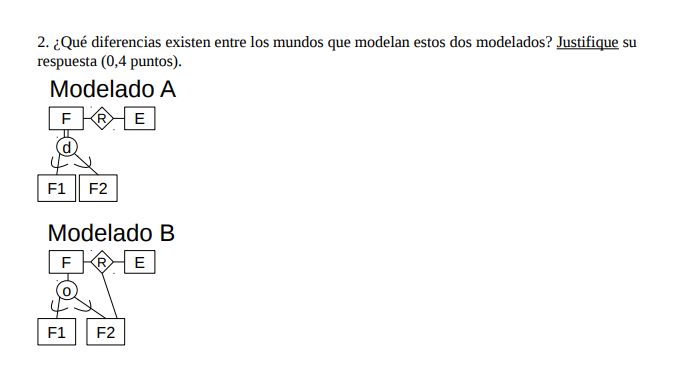 2. ¿Qué diferencias existen entre los mundos que modelan estos dos modelados? Justifique su
respuesta (0,4 puntos).
Modelado A
F R E
d
F1 F2
Modelado B
F R E
o
F1 F2